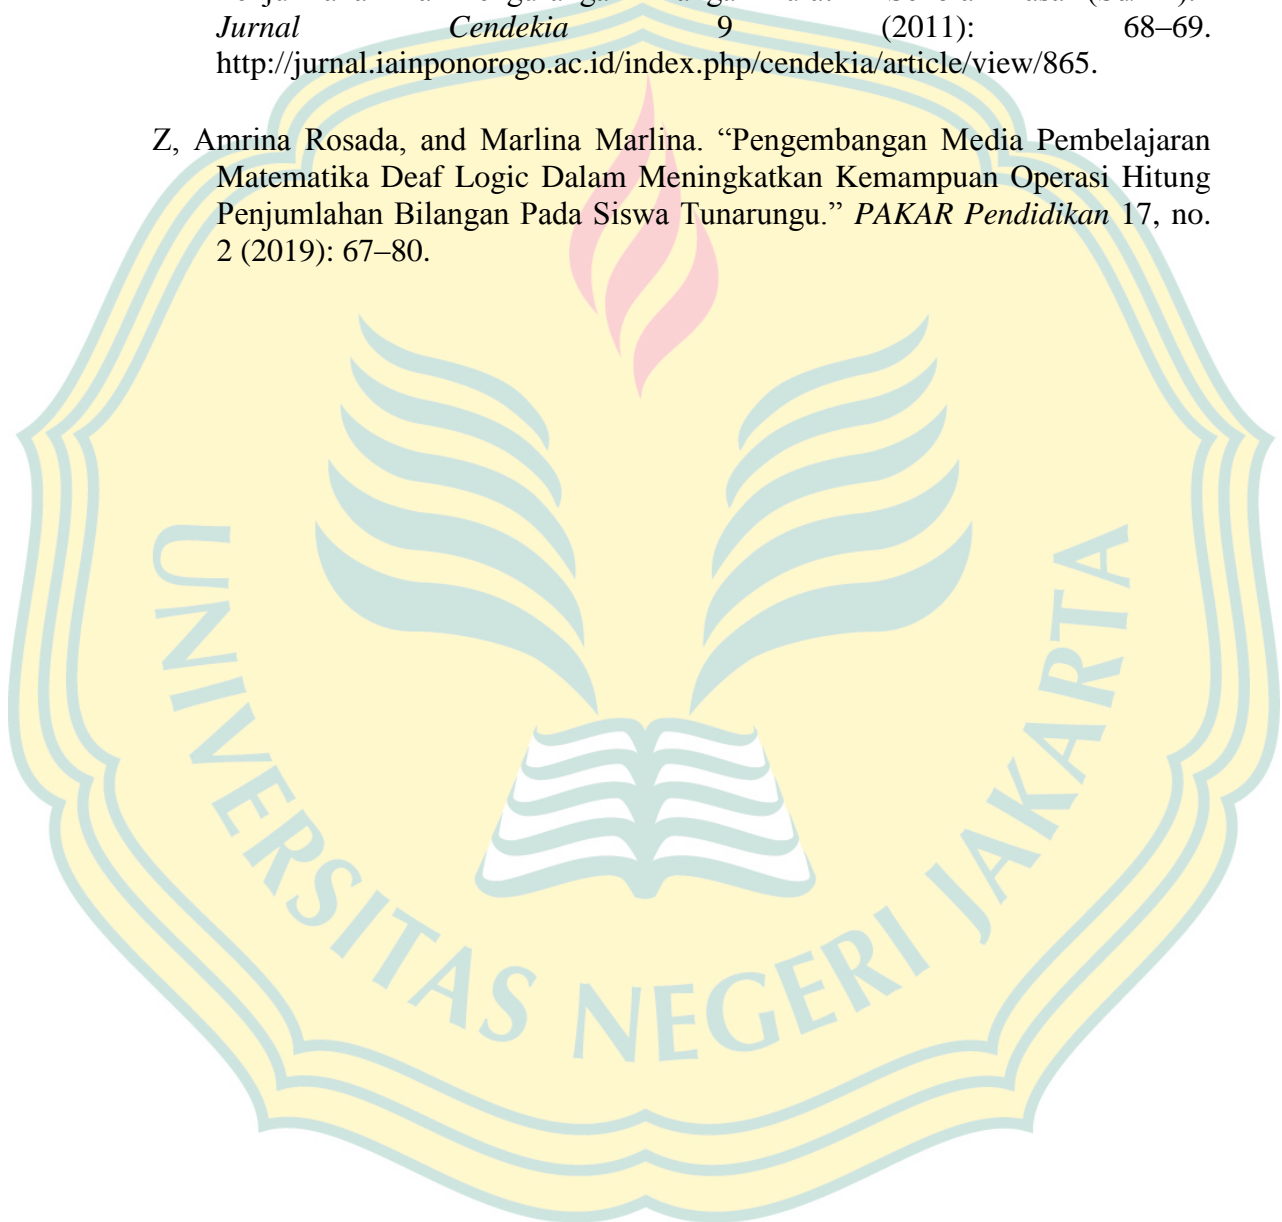 Jurnal Cendekia 9 (2011): 68–69.
http://jurnal.iainponorogo.ac.id/index.php/cendekia/article/view/865.
Z, Amrina Rosada, and Marlina Marlina. “Pengembangan Media Pembelajaran
Matematika Deaf Logic Dalam Meningkatkan Kemampuan Operasi Hitung
Penjumlahan Bilangan Pada Siswa Tunarungu.” PAKAR Pendidikan 17, no.
2 (2019): 67–80.
UNIVERSITAS NEGERI JAKARTA